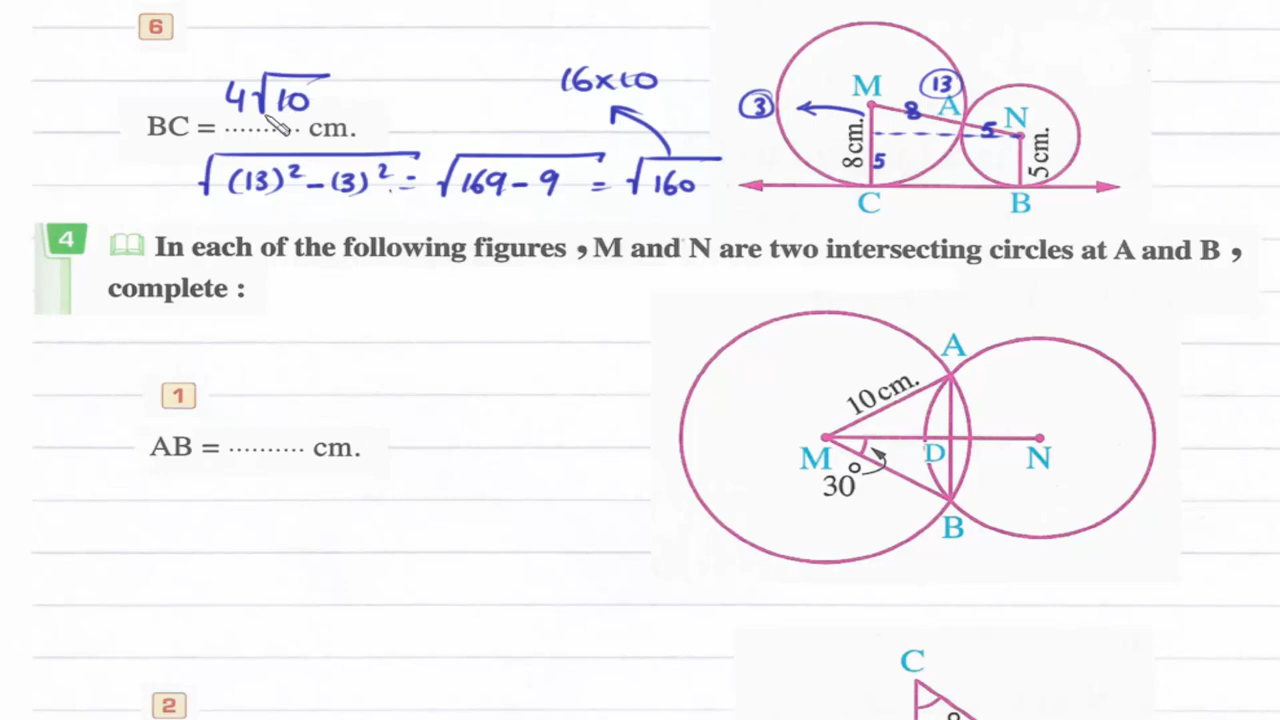 6
4√10
BC = .......... cm.
√(13)² - (3)² = √169 - 9 = √160
16×10
3
13
M
8
A
N
5
8cm.
5
5cm.
C
B
4
In each of the following figures , M and N are two intersecting circles at A and B ,
complete :
1
AB = .......... cm.
A
10cm.
M
D
N
30°
B
2
C